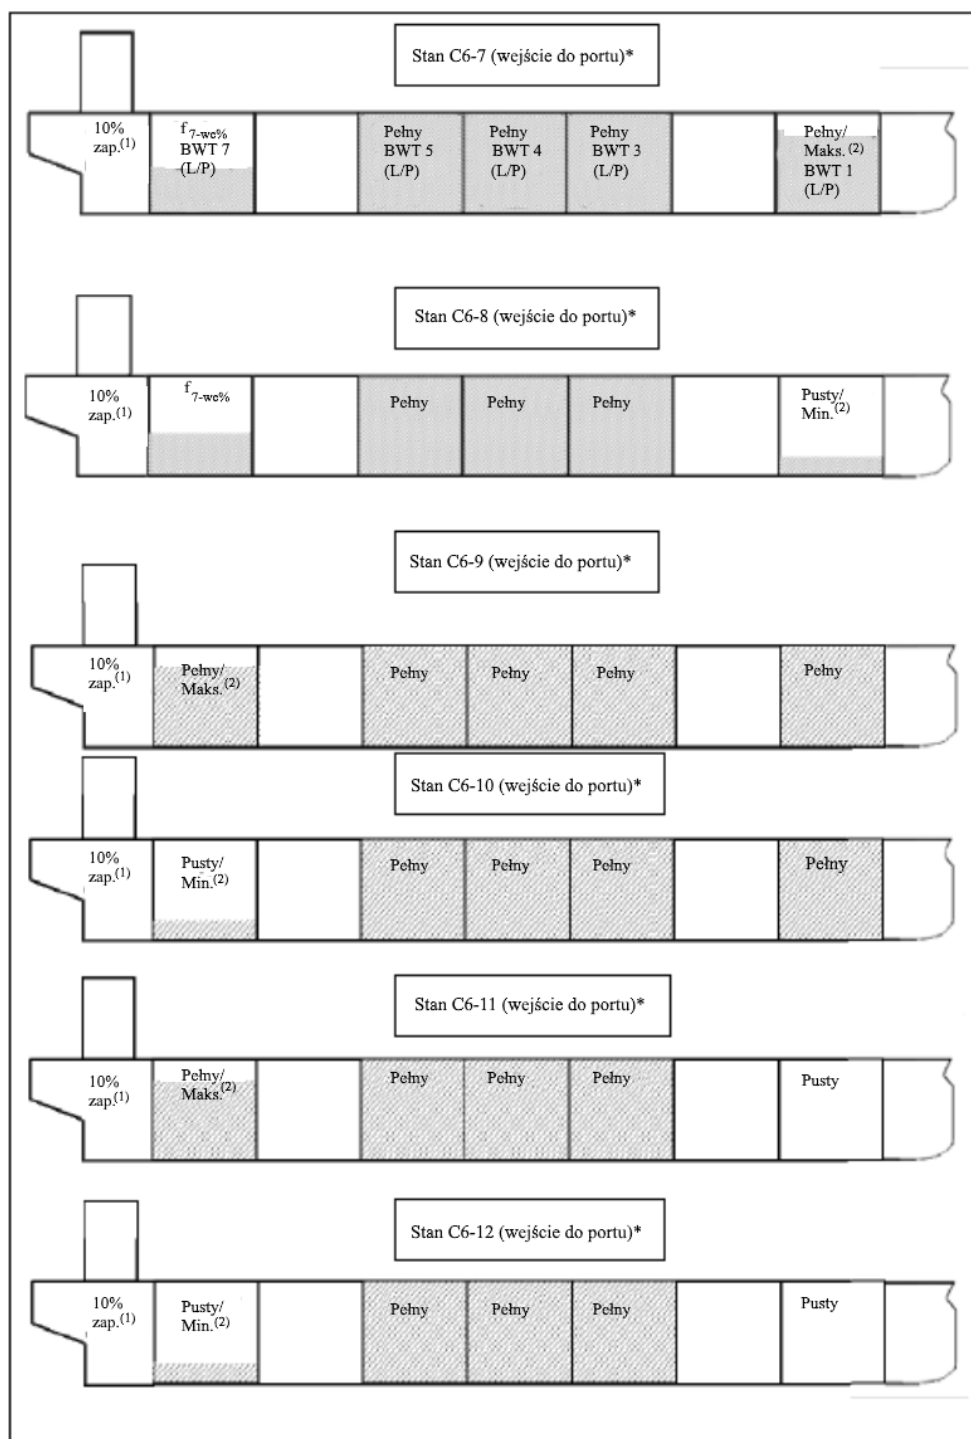 Stan C6-7 (wejście do portu)*
10%
zap.(1)
f7-we%
BWT 7
(L/P)
Pełny
BWT 5
(L/P)
Pełny
BWT 4
(L/P)
Pełny
BWT 3
(L/P)
Pełny/
Maks.(2)
BWT 1
(L/P)
Stan C6-8 (wejście do portu)*
10%
zap.(1)
f7-we%
Pełny
Pełny
Pełny
Pusty/
Min.(2)
Stan C6-9 (wejście do portu)*
10%
zap.(1)
Pełny/
Maks.(2)
Pełny
Pełny
Pełny
Pełny
Stan C6-10 (wejście do portu)*
10%
zap.(1)
Pusty/
Min.(2)
Pełny
Pełny
Pełny
Pełny
Stan C6-11 (wejście do portu)*
10%
zap.(1)
Pełny/
Maks.(2)
Pełny
Pełny
Pełny
Pusty
Stan C6-12 (wejście do portu)*
10%
zap.(1)
Pusty/
Min.(2)
Pełny
Pełny
Pełny
Pusty